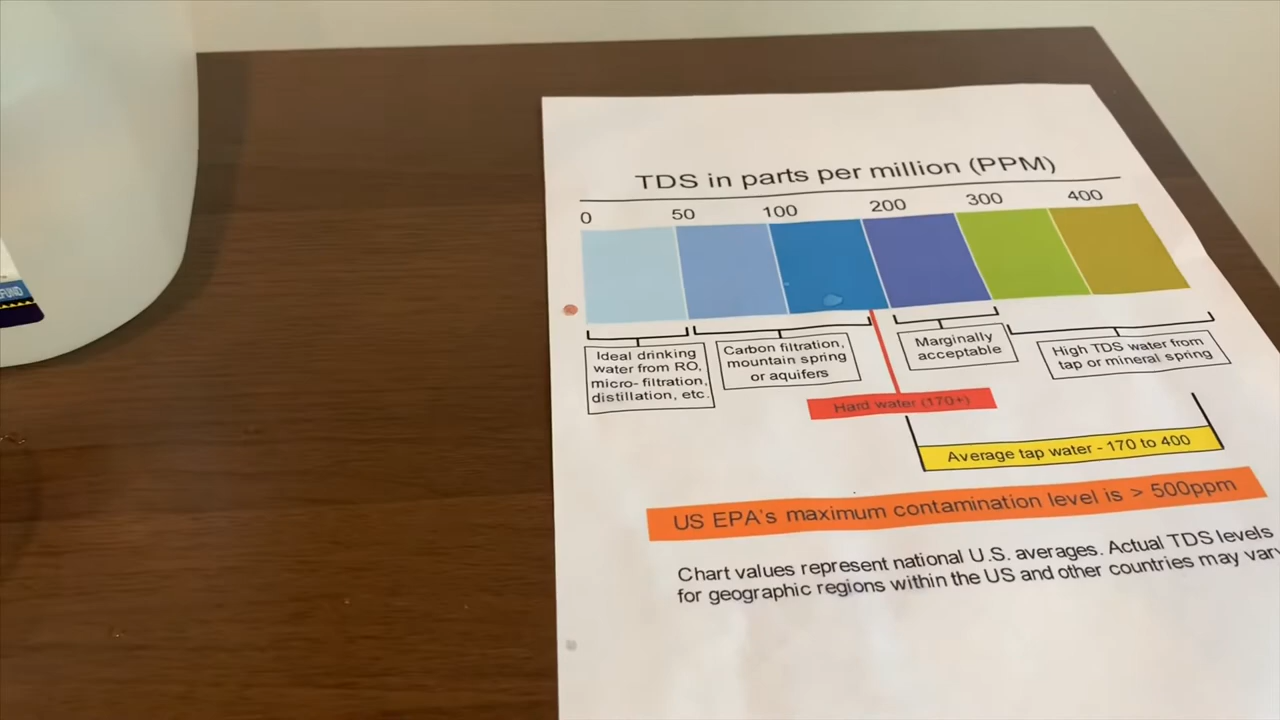 TDS in parts per million (PPM)
0 50 100 200 300 400
Ideal drinking
water from RO,
micro-filtration,
distillation, etc.
Carbon filtration,
mountain spring
or aquifers
Marginally
acceptable
High TDS water from
tap or mineral spring
Hard water (170+)
Average tap water - 170 to 400
US EPA's maximum contamination level is > 500ppm
Chart values represent national U.S. averages. Actual TDS levels
for geographic regions within the US and other countries may vary